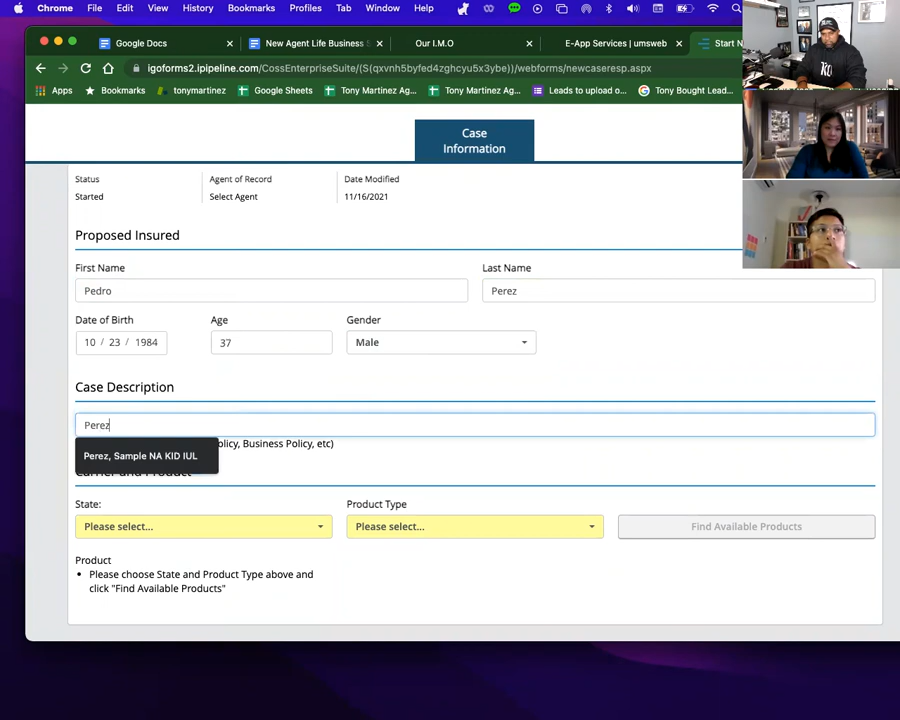 Chrome File Edit View History Bookmarks Profiles Tab Window Help
Google Docs
New Agent Life Business S
Our I.M.O
E-App Services | umsweb
Start N
igoforms2.ipipeline.com/CossEnterpriseSuite/(S(qxvnh5byfed4zghcyu5x3ybe))/webforms/newcaseresp.aspx
Apps Bookmarks tonymartinez Google Sheets Tony Martinez Ag... Tony Martinez Ag... Leads to upload o... Tony Bought Lead...
Case
Information
Status Agent of Record Date Modified
Started Select Agent 11/16/2021
Proposed Insured
First Name Last Name
Pedro Perez
Date of Birth Age Gender
10 / 23 / 1984 37 Male
Case Description
Perez
olicy, Business Policy, etc)
Perez, Sample NA KID IUL
Carrier and Product
State: Product Type
Please select... Please select... Find Available Products
Product
• Please choose State and Product Type above and
click "Find Available Products"